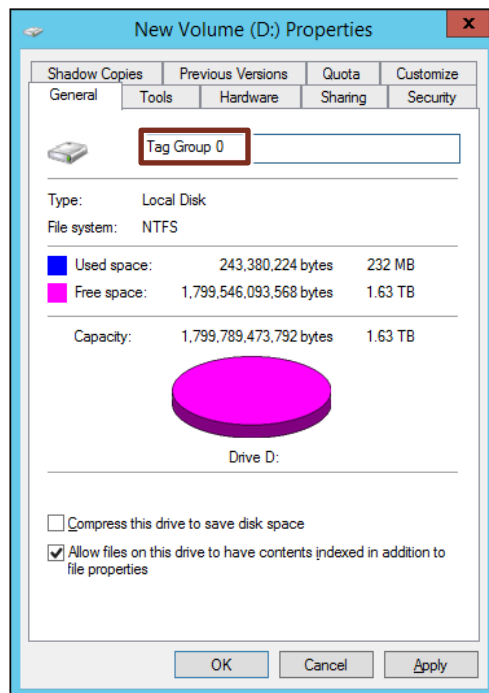 New Volume (D:) Properties
x
Shadow Copies Previous Versions Quota Customize
General Tools Hardware Sharing Security
Tag Group 0
Type: Local Disk
File system: NTFS
Used space: 243,380,224 bytes 232 MB
Free space: 1,799,546,093,568 bytes 1.63 TB
Capacity: 1,799,789,473,792 bytes 1.63 TB
Drive D:
Compress this drive to save disk space
Allow files on this drive to have contents indexed in addition to
file properties
OK Cancel Apply